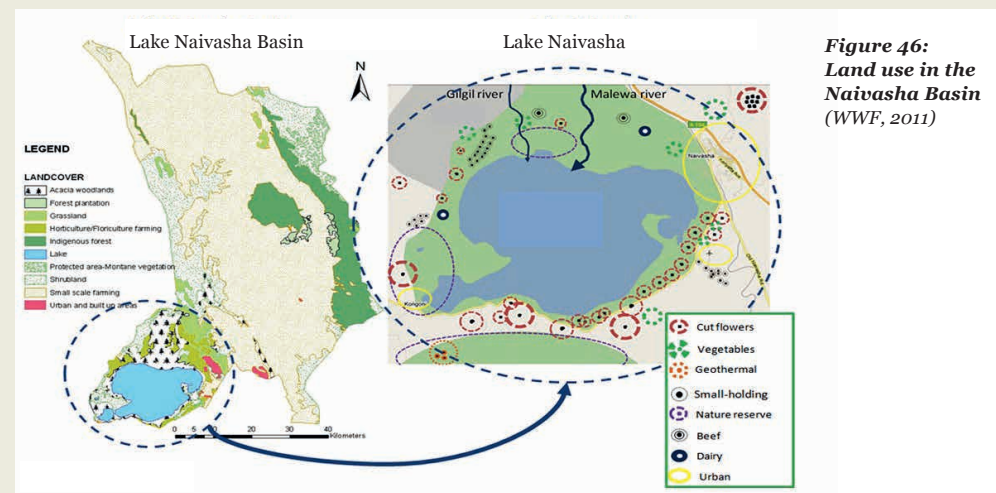 Lake Naivasha Basin
Lake Naivasha
Figure 46:
Land use in the
Naivasha Basin
(WWF, 2011)
N
Gilgil river
Malewa river
Naivasha
Kongoni
LEGEND
LANDCOVER
Acacia woodlands
Forest plantation
Grassland
Horticulture/Floriculture farming
Indigenous forest
Lake
Protected area-Montane vegetation
Shrubland
Small scale farming
Urban and built up areas
0 5 10 20 30 40
Kilometers
Cut flowers
Vegetables
Geothermal
Small-holding
Nature reserve
Beef
Dairy
Urban